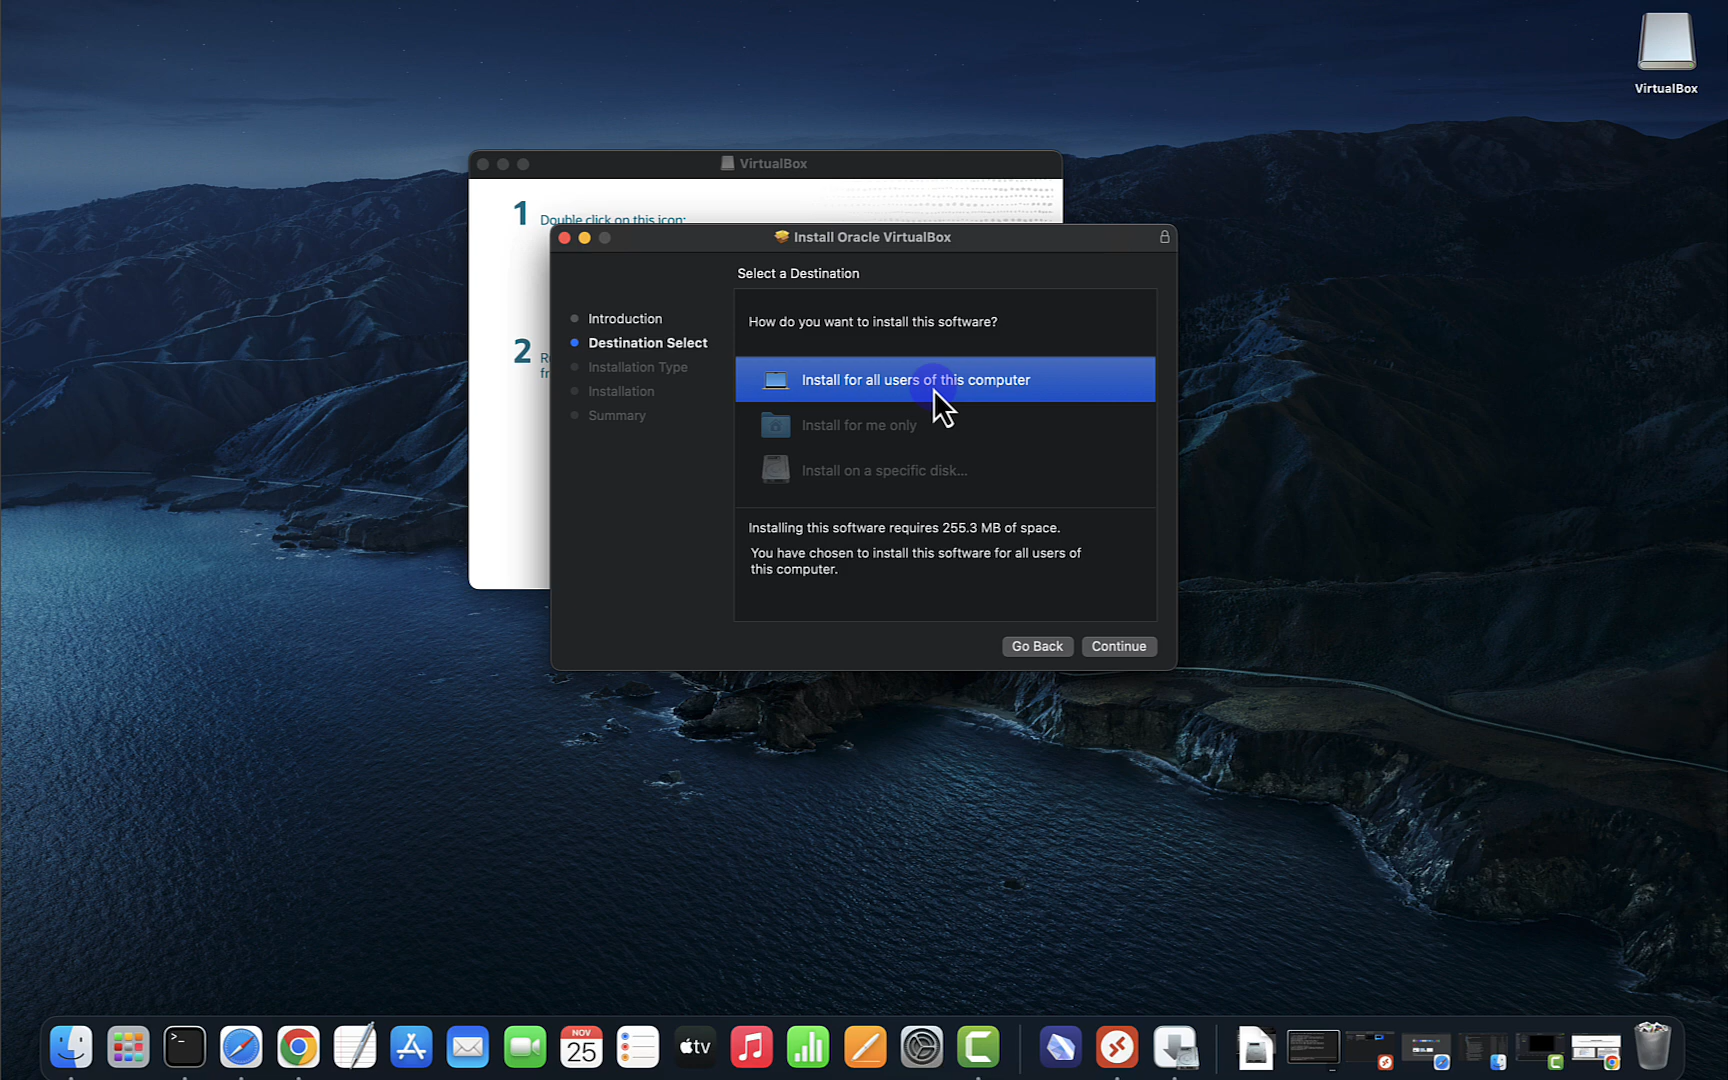 VirtualBox
VirtualBox
1 Double click on this icon:
2
Install Oracle VirtualBox
Select a Destination
Introduction
Destination Select
Installation Type
Installation
Summary
How do you want to install this software?
Install for all users of this computer
Install for me only
Install on a specific disk...
Installing this software requires 255.3 MB of space.
You have chosen to install this software for all users of
this computer.
Go Back
Continue
NOV
25
tv